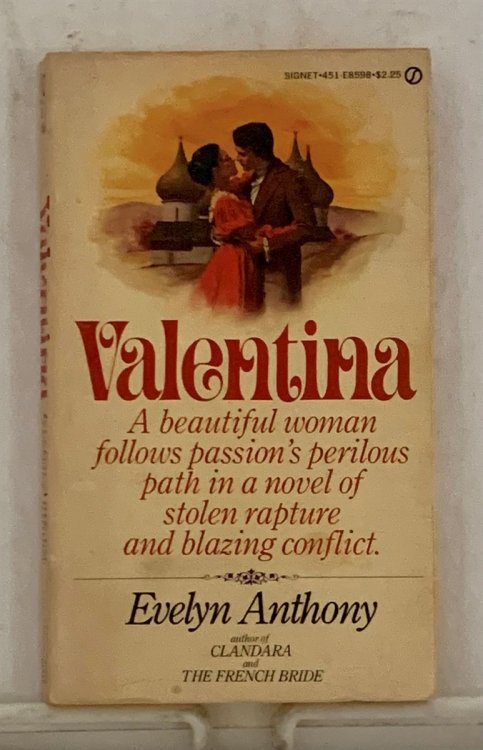 SIGNET•451-E8598•$2.25
Valentina
A beautiful woman
follows passion's perilous
path in a novel of
stolen rapture
and blazing conflict.
Evelyn Anthony
author of
CLANDARA
and
THE FRENCH BRIDE